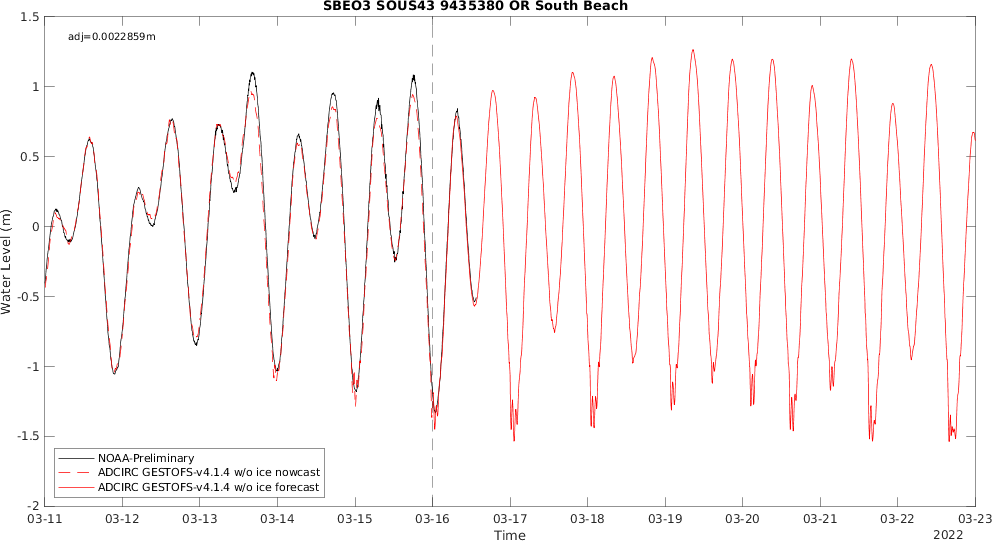 SBEO3 SOUS43 9435380 OR South Beach
adj=0.0022859m
Water Level (m)
1.5
1
0.5
0
-0.5
-1
-1.5
-2
NOAA-Preliminary
ADCIRC GESTOFS-v4.1.4 w/o ice nowcast
ADCIRC GESTOFS-v4.1.4 w/o ice forecast
03-11 03-12 03-13 03-14 03-15 03-16 03-17 03-18 03-19 03-20 03-21 03-22 03-23
Time
2022